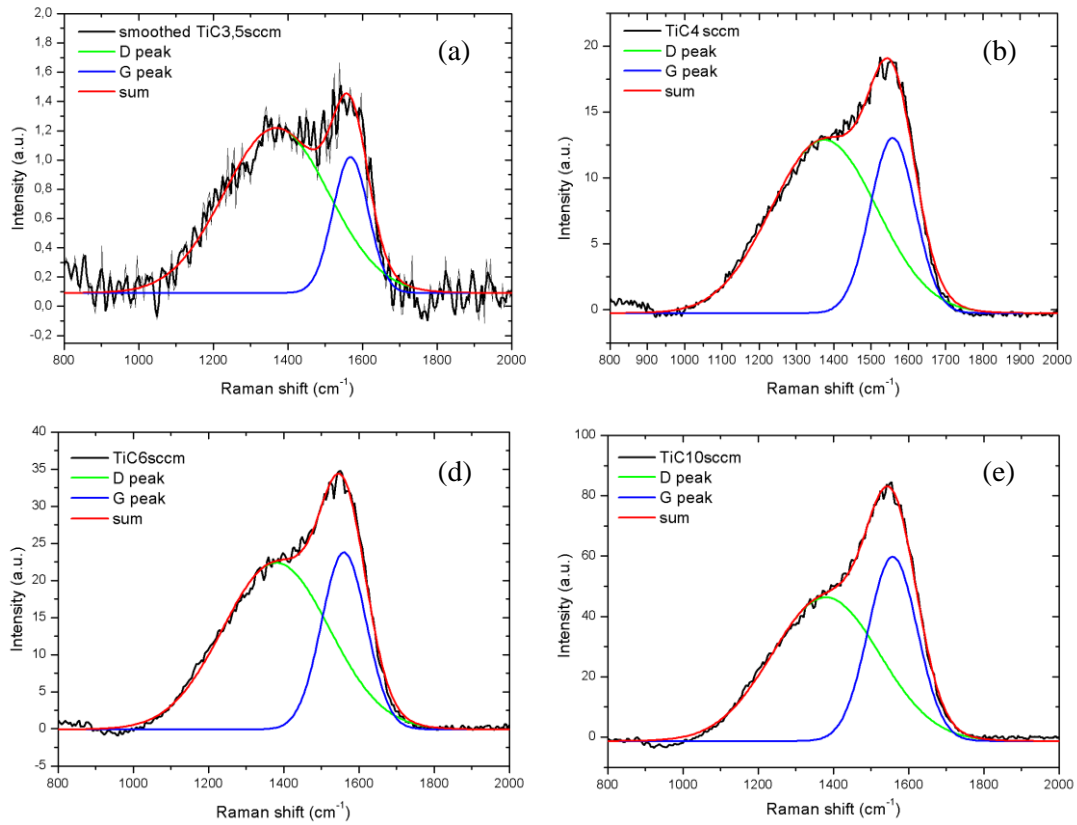 smoothed TiC3,5sccm
D peak
G peak
sum
(a)
Intensity (a.u.)
2,0
1,8
1,6
1,4
1,2
1,0
0,8
0,6
0,4
0,2
0,0
0,2
800 1000 1200 1400 1600 1800 2000
Raman shift (cm-1)
TiC4 sccm
D peak
G peak
sum
(b)
Intensity (a.u.)
20
15
10
5
0
800 900 1000 1100 1200 1300 1400 1500 1600 1700 1800 1900 2000
Raman shift (cm-1)
TiC6sccm
D peak
G peak
sum
(d)
Intensity (a.u.)
40
35
30
25
20
15
10
5
0
-5
800 1000 1200 1400 1600 1800 2000
Raman shift (cm-1)
TiC10sccm
D peak
G peak
sum
(e)
Intensity (a.u.)
100
80
60
40
20
0
800 1000 1200 1400 1600 1800 2000
Raman shift (cm-1)